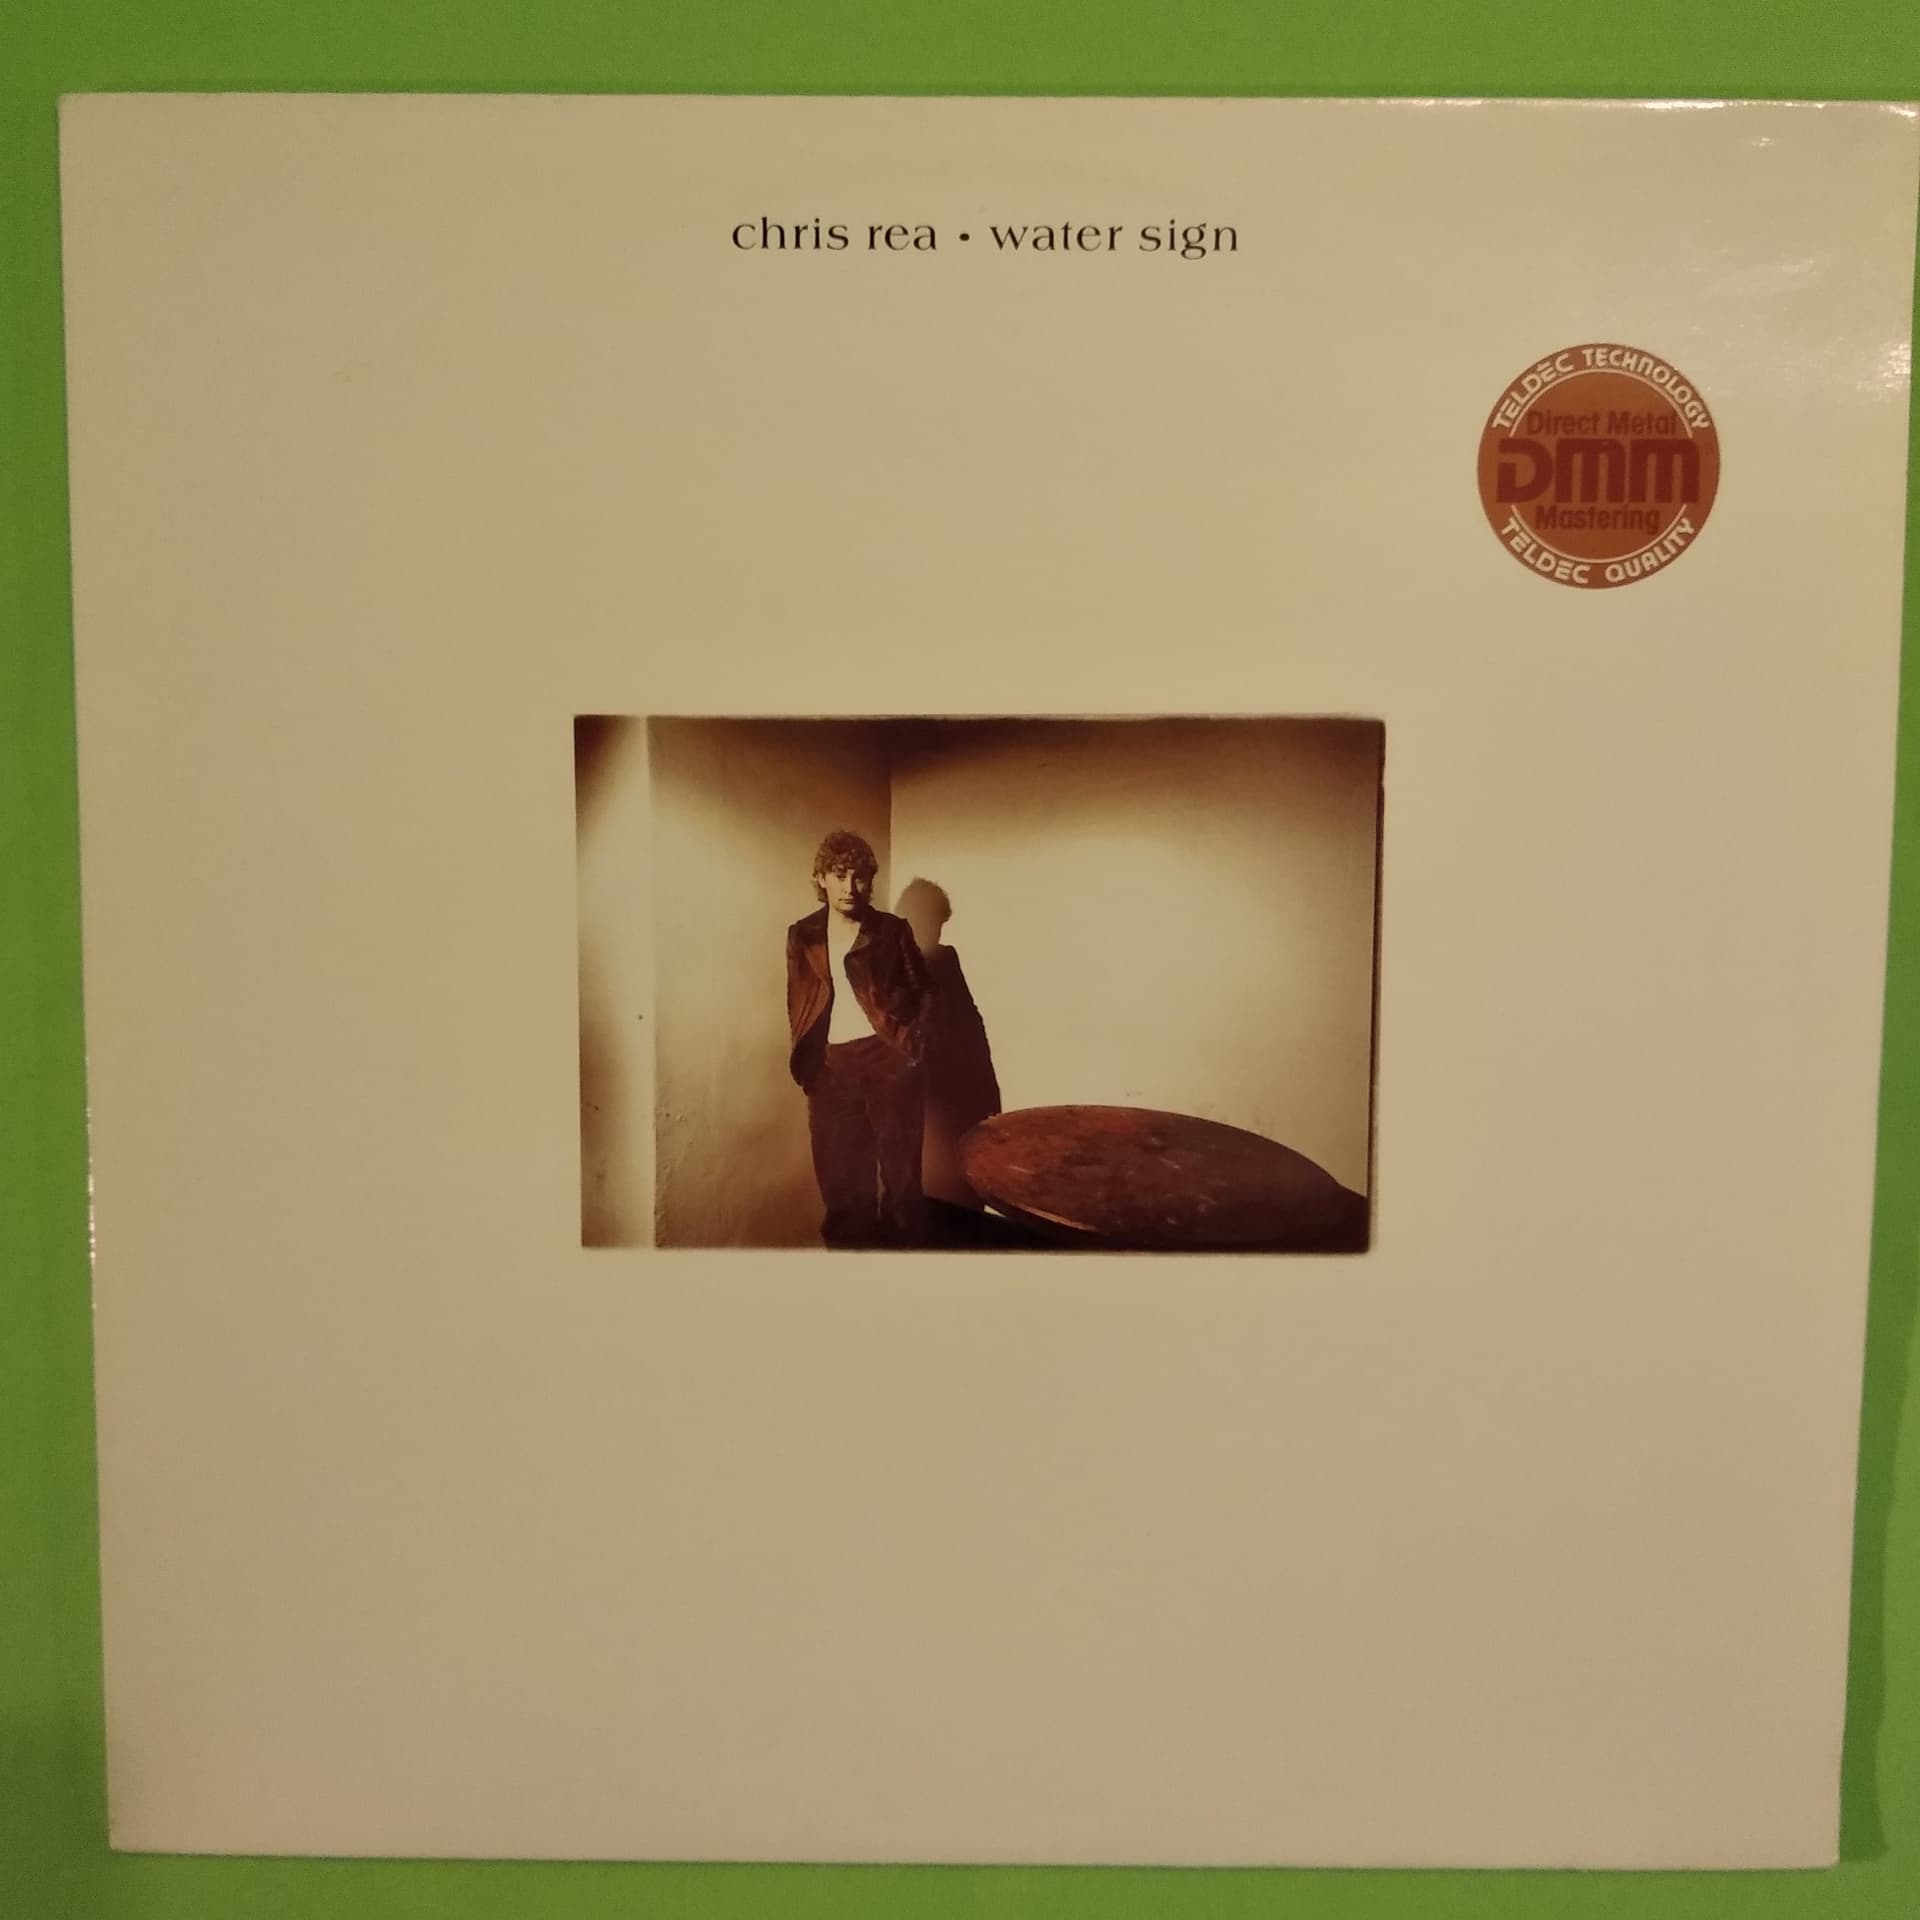 chris rea • water sign
TELDEC TECHNOLOGY
Direct Metal
DMM
Mastering
TELDEC QUALITY